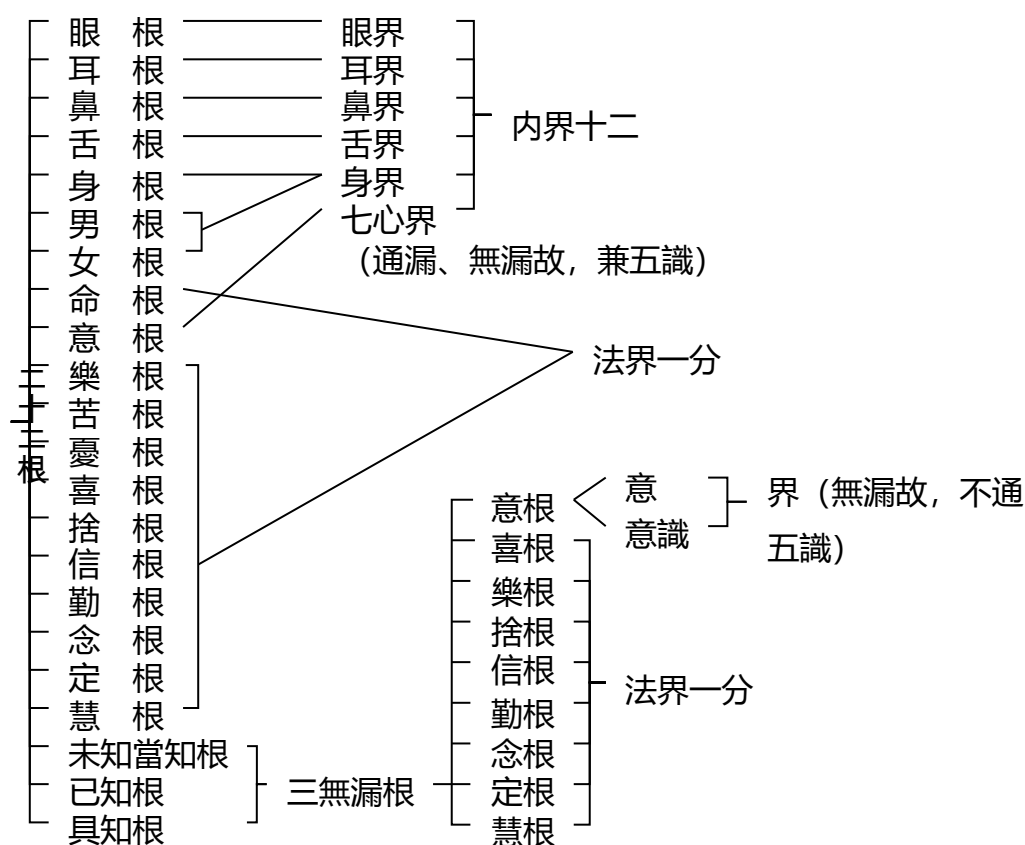 二十二根
眼 根
耳 根
鼻 根
舌 根
身 根
男 根
女 根
命 根
意 根
樂 根
苦 根
憂 根
喜 根
捨 根
信 根
勤 根
念 根
定 根
慧 根
未知當知根
已知根
具知根
眼界
耳界
鼻界
舌界
身界
七心界
（通漏、無漏故，兼五識）
内界十二
法界一分
三無漏根
意根
喜根
樂根
捨根
信根
勤根
念根
定根
慧根
意
意識
界（無漏故，不通
五識）
法界一分